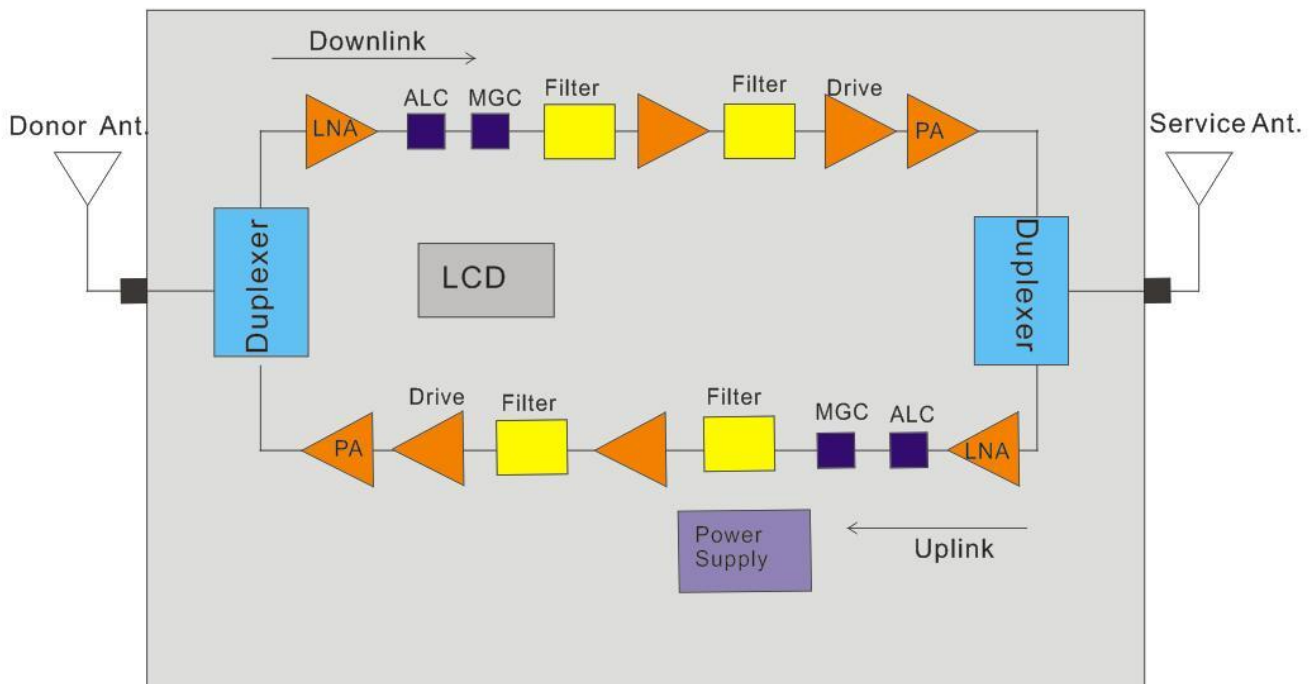 Downlink
Donor Ant.
LNA
ALC
MGC
Filter
Filter
Drive
PA
Service Ant.
Duplexer
LCD
Duplexer
PA
Drive
Filter
Filter
MGC
ALC
LNA
Power
Supply
Uplink